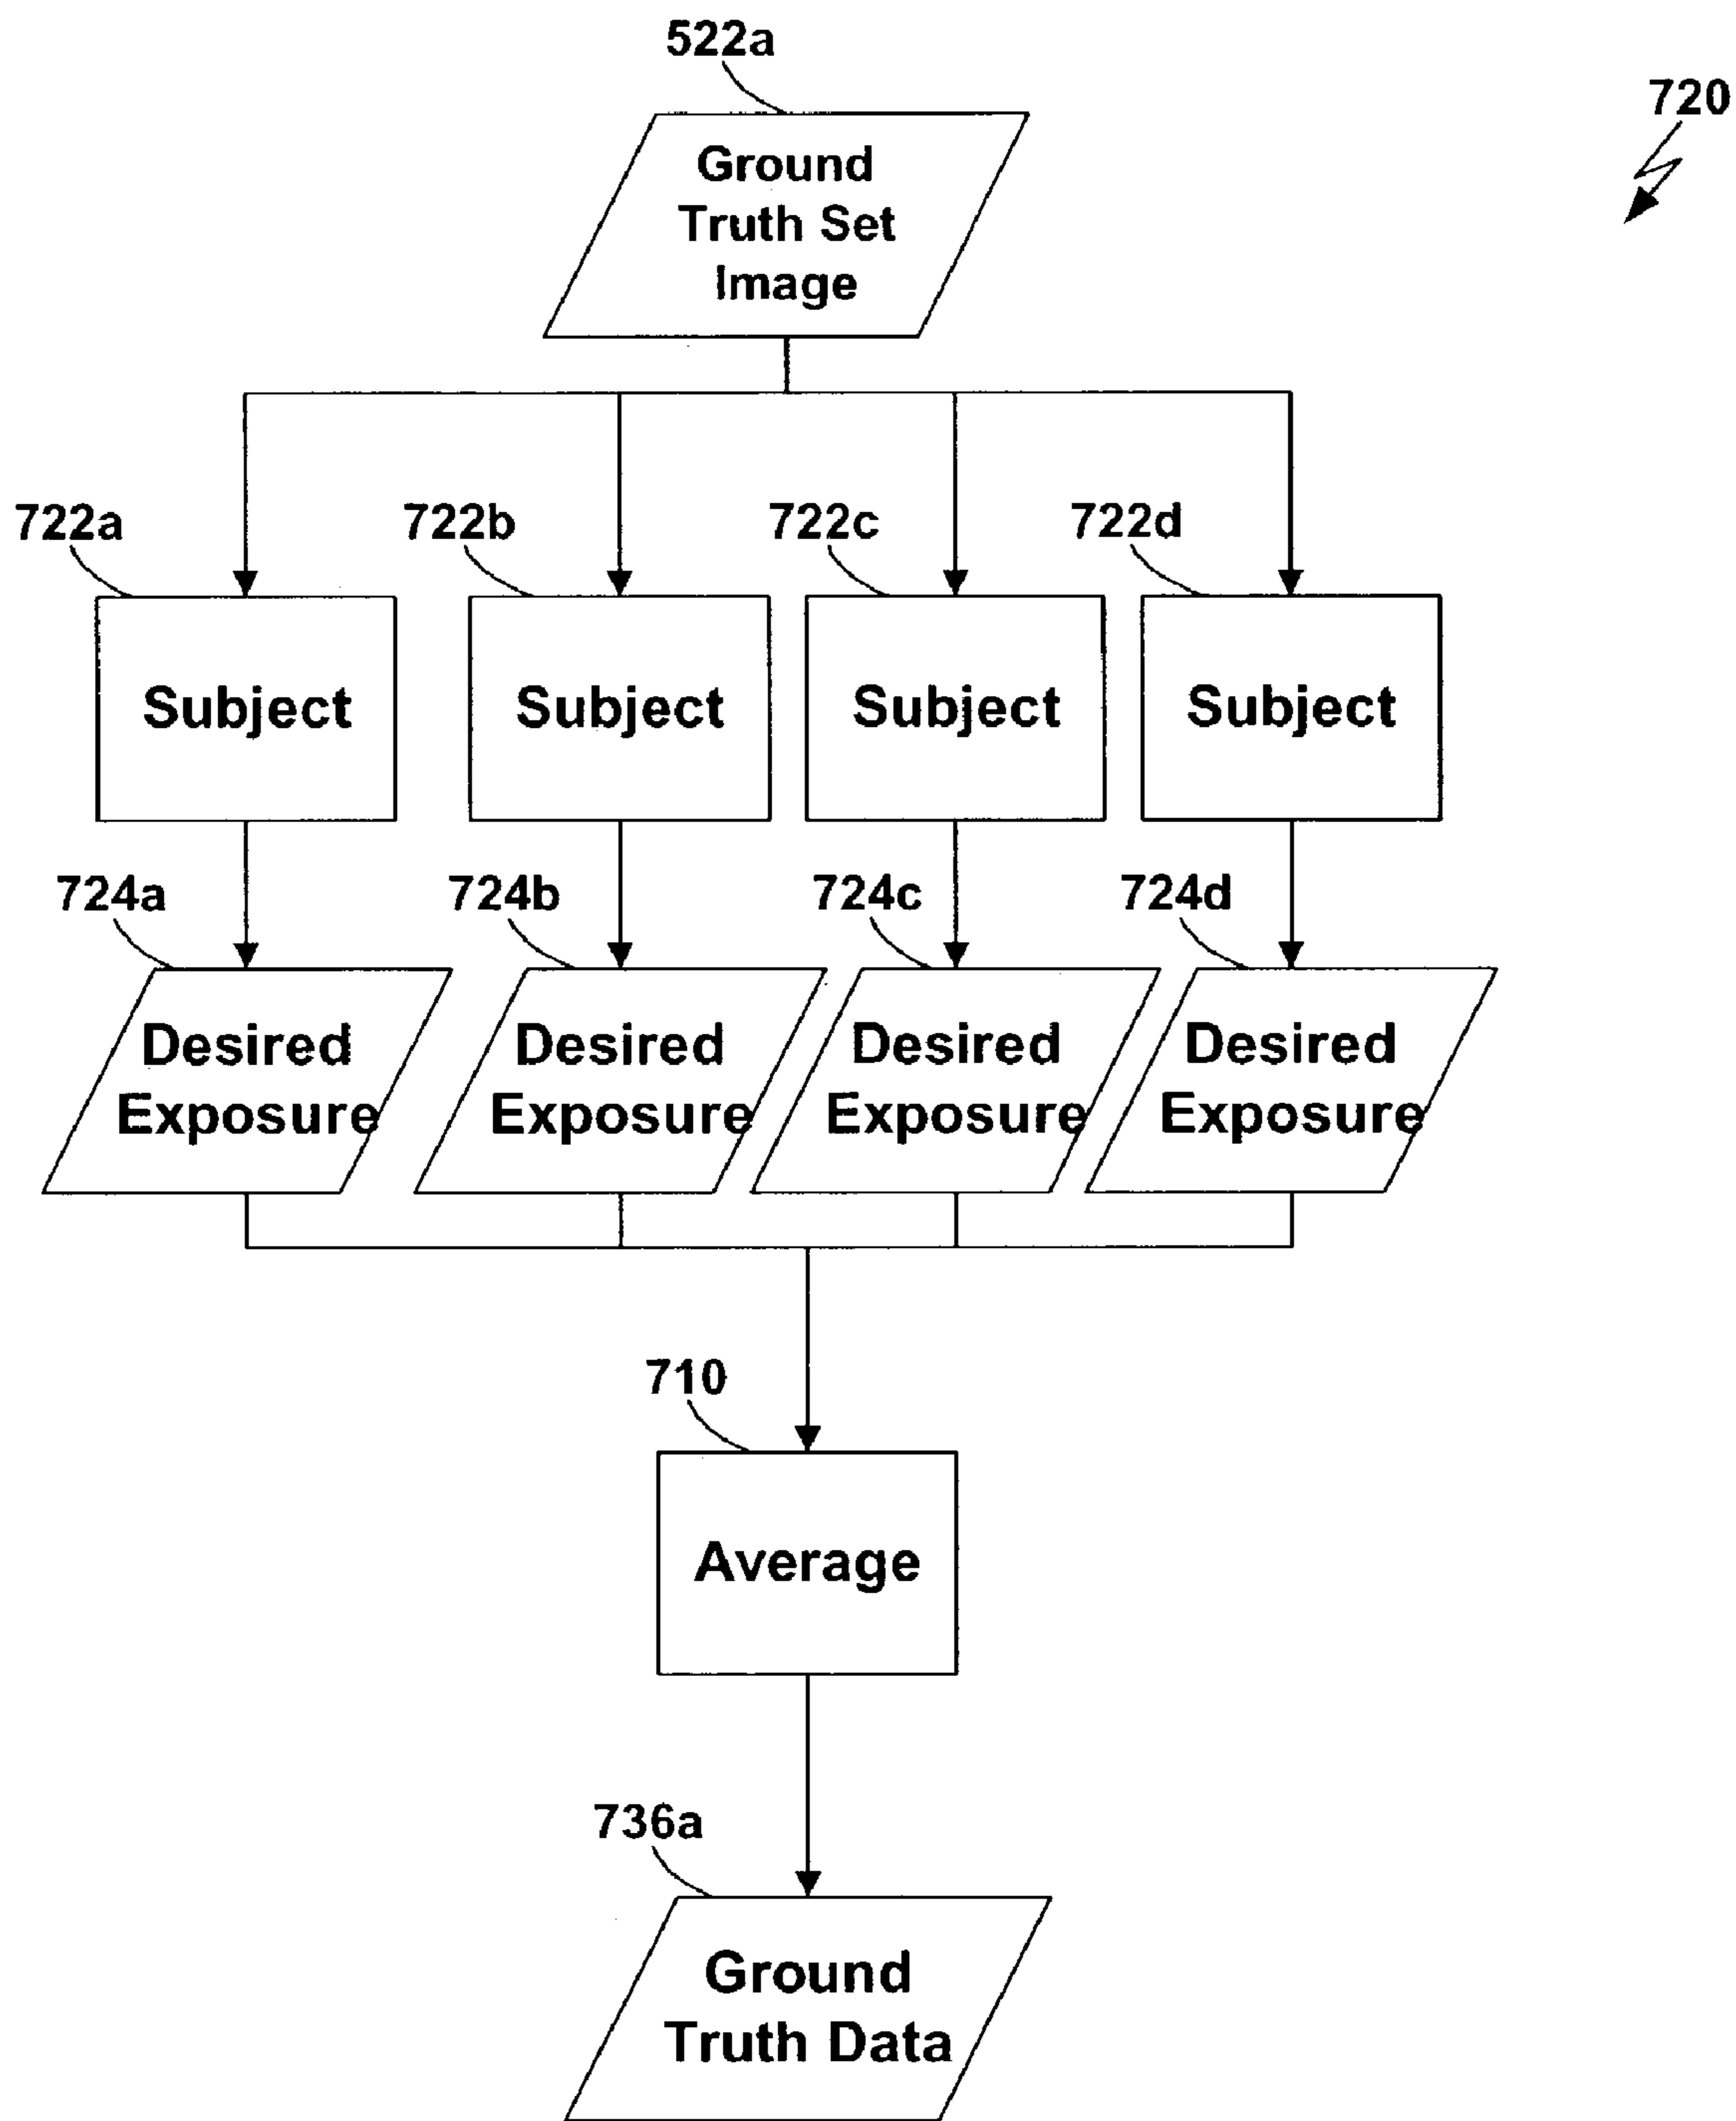 522a
720
Ground
Truth Set
Image
722a
722b
722c
722d
Subject
Subject
Subject
Subject
724a
724b
724c
724d
Desired
Exposure
Desired
Exposure
Desired
Exposure
Desired
Exposure
710
Average
736a
Ground
Truth Data